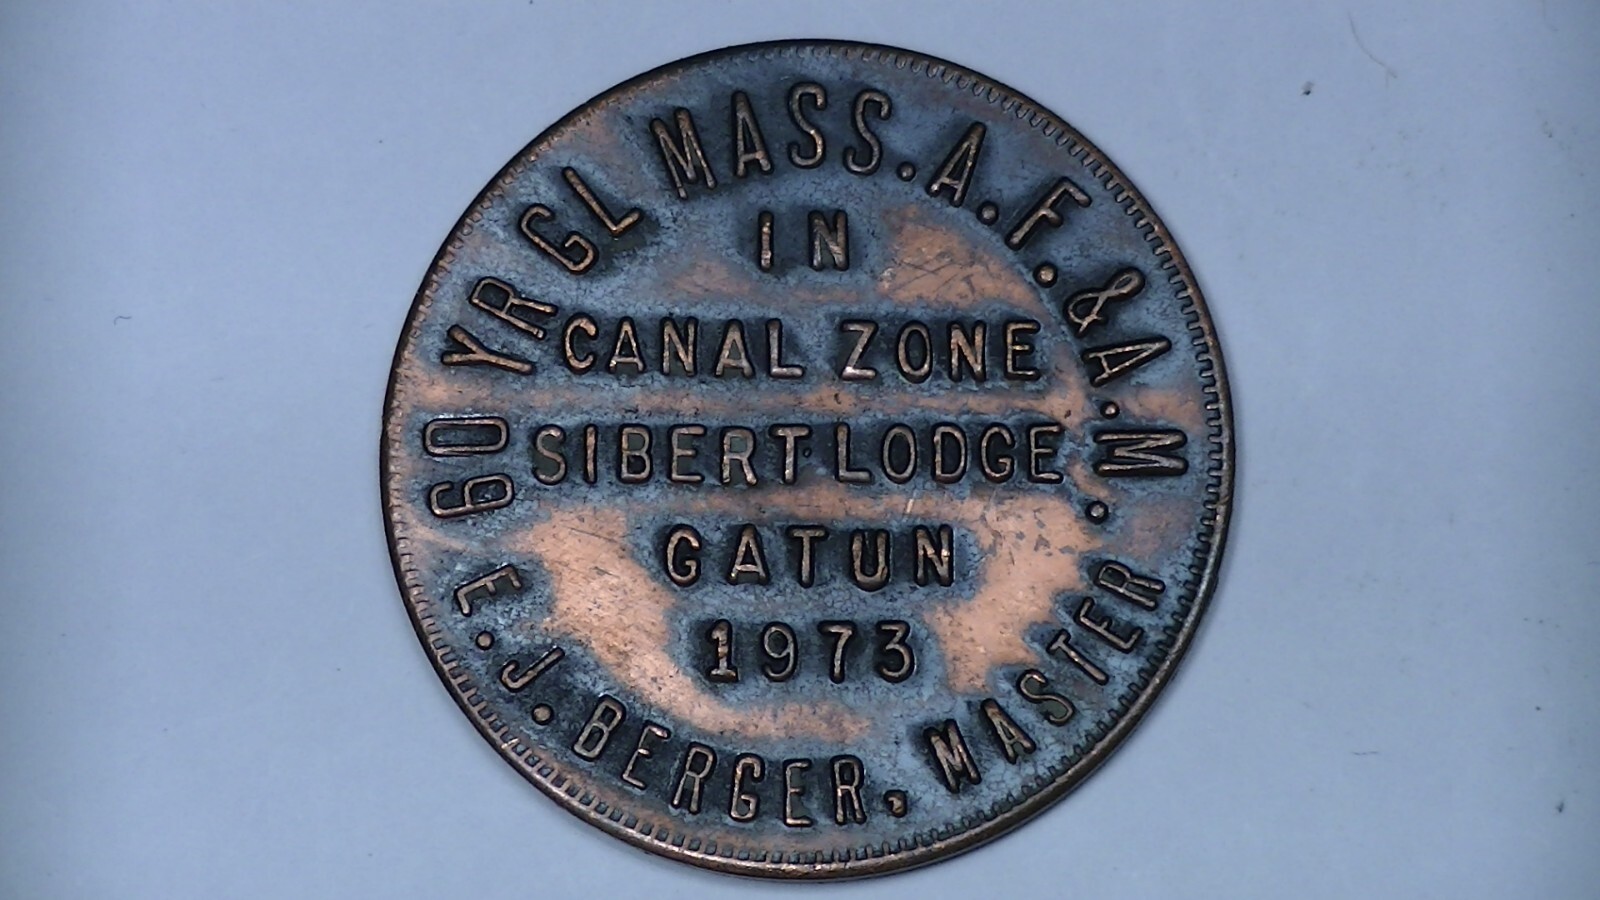 60 YR GL MASS. A. F. & A. M.
IN
CANAL ZONE
SIBERT LODGE
GATUN
1973
E. J. BERGER, MASTER